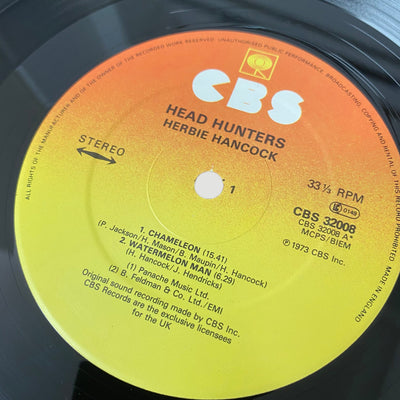 ALL RIGHTS OF THE MANUFACTURER AND OF THE OWNER OF THE RECORDED WORK RESERVED UNAUTHORISED PUBLIC PERFORMANCE, BROADCASTING, COPYING AND RENTAL OF THIS RECORD PROHIBITED MADE IN ENGLAND
CBS
HEAD HUNTERS
HERBIE HANCOCK
STEREO
1
33⅓ RPM
CBS 32008
CBS 32008 A
MCPS/BIEM
℗ 1973 CBS Inc.
1. CHAMELEON (15.41)
(P. Jackson/H. Mason/B. Maupin/H. Hancock)
2. WATERMELON MAN (6.29)
(H. Hancock/J. Hendricks)
(1) Panache Music Ltd.
(2) B. Feldman & Co. Ltd./EMI
Original sound recording made by CBS Inc.
CBS Records are the exclusive licensees
for the UK